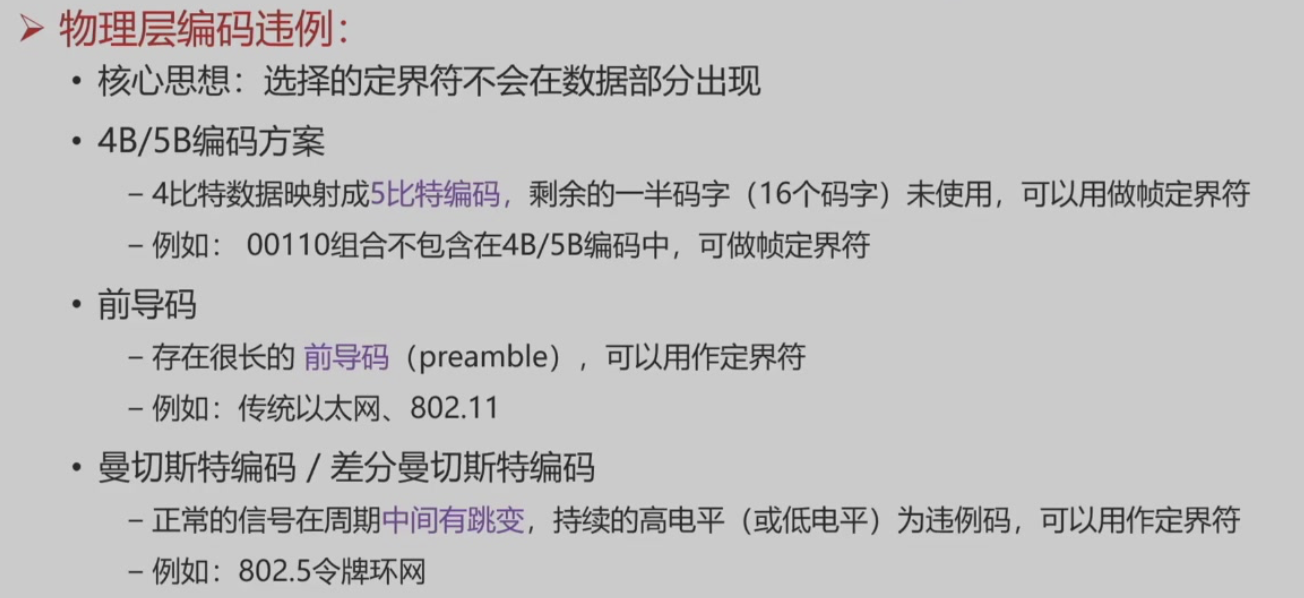 ➢ 物理层编码违例：
• 核心思想：选择的定界符不会在数据部分出现
• 4B/5B编码方案
– 4比特数据映射成5比特编码，剩余的一半码字（16个码字）未使用，可以用做帧定界符
– 例如： 00110组合不包含在4B/5B编码中，可做帧定界符
• 前导码
– 存在很长的 前导码（preamble），可以用作定界符
– 例如：传统以太网、802.11
• 曼切斯特编码 / 差分曼切斯特编码
– 正常的信号在周期中间有跳变，持续的高电平（或低电平）为违例码，可以用作定界符
– 例如：802.5令牌环网